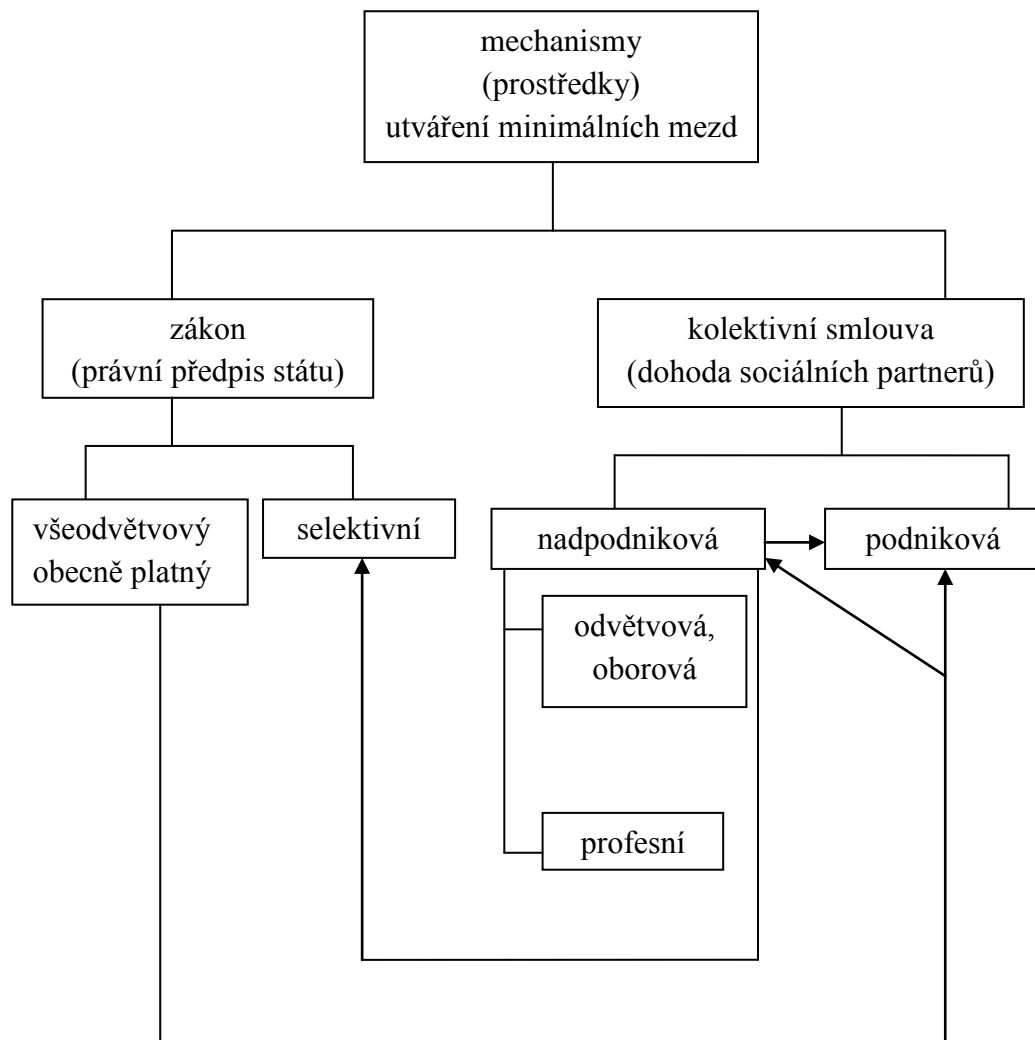 mechanismy
(prostředky)
utváření minimálních mezd
zákon
(právní předpis státu)
kolektivní smlouva
(dohoda sociálních partnerů)
všeodvětvový
obecně platný
selektivní
nadpodniková
podniková
odvětvová,
oborová
profesní